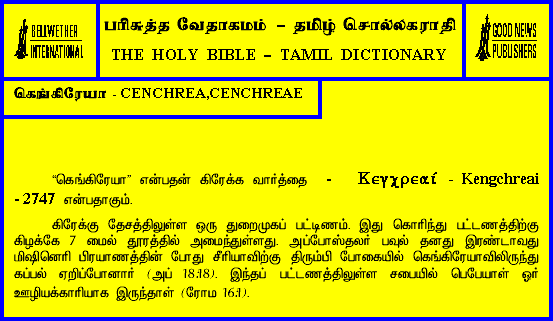 BELLWETHER
INTERNATIONAL
பரிசுத்த வேதாகமம் – தமிழ் சொல்லகராதி
THE HOLY BIBLE – TAMIL DICTIONARY
GOOD NEWS
PUBLISHERS
கெங்கிரேயா - CENCHREA,CENCHREAE
“கெங்கிரேயா” என்பதன் கிரேக்க வார்த்தை - Κεγχρεαί - Kengchreai
- 2747 என்பதாகும்.
கிரேக்கு தேசத்திலுள்ள ஒரு துறைமுகப் பட்டிணம். இது கொரிந்து பட்டணத்திற்கு
கிழக்கே 7 மைல் தூரத்தில் அமைந்துள்ளது. அப்போஸ்தலர் பவுல் தனது இரண்டாவது
மிஷினெரி பிரயாணத்தின் போது சீரியாவிற்கு திரும்பி போகையில் கெங்கிரேயாவிலிருந்து
கப்பல் ஏறிப்போனார் (அப் 18:18). இந்தப் பட்டணத்திலுள்ள சபையில் பெபேயாள் ஓர்
ஊழியக்காரியாக இருந்தாள் (ரோம 16:1).